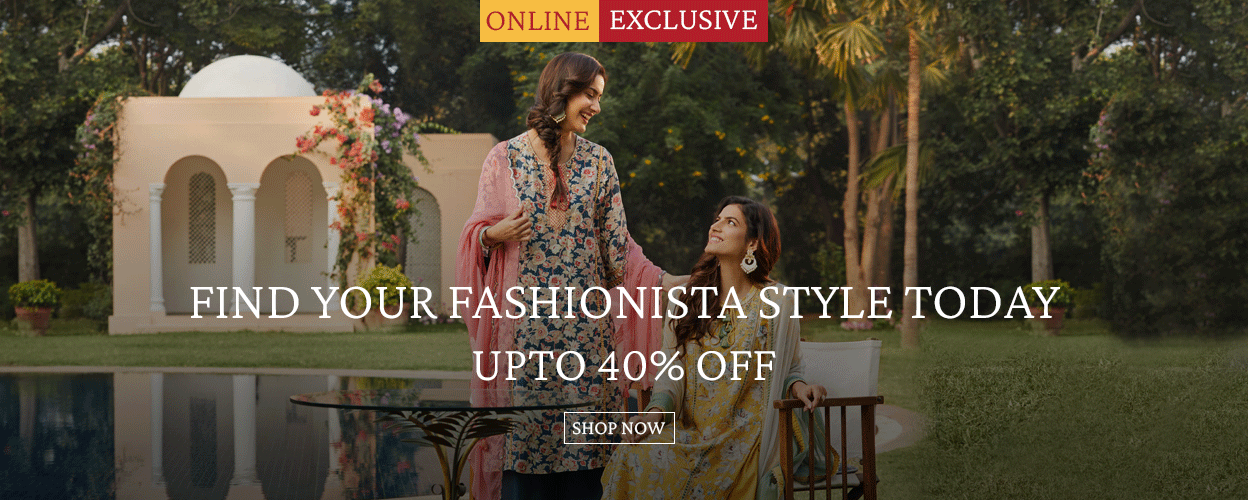 ONLINE EXCLUSIVE
FIND YOUR FASHIONISTA STYLE TODAY
UPTO 40% OFF
SHOP NOW